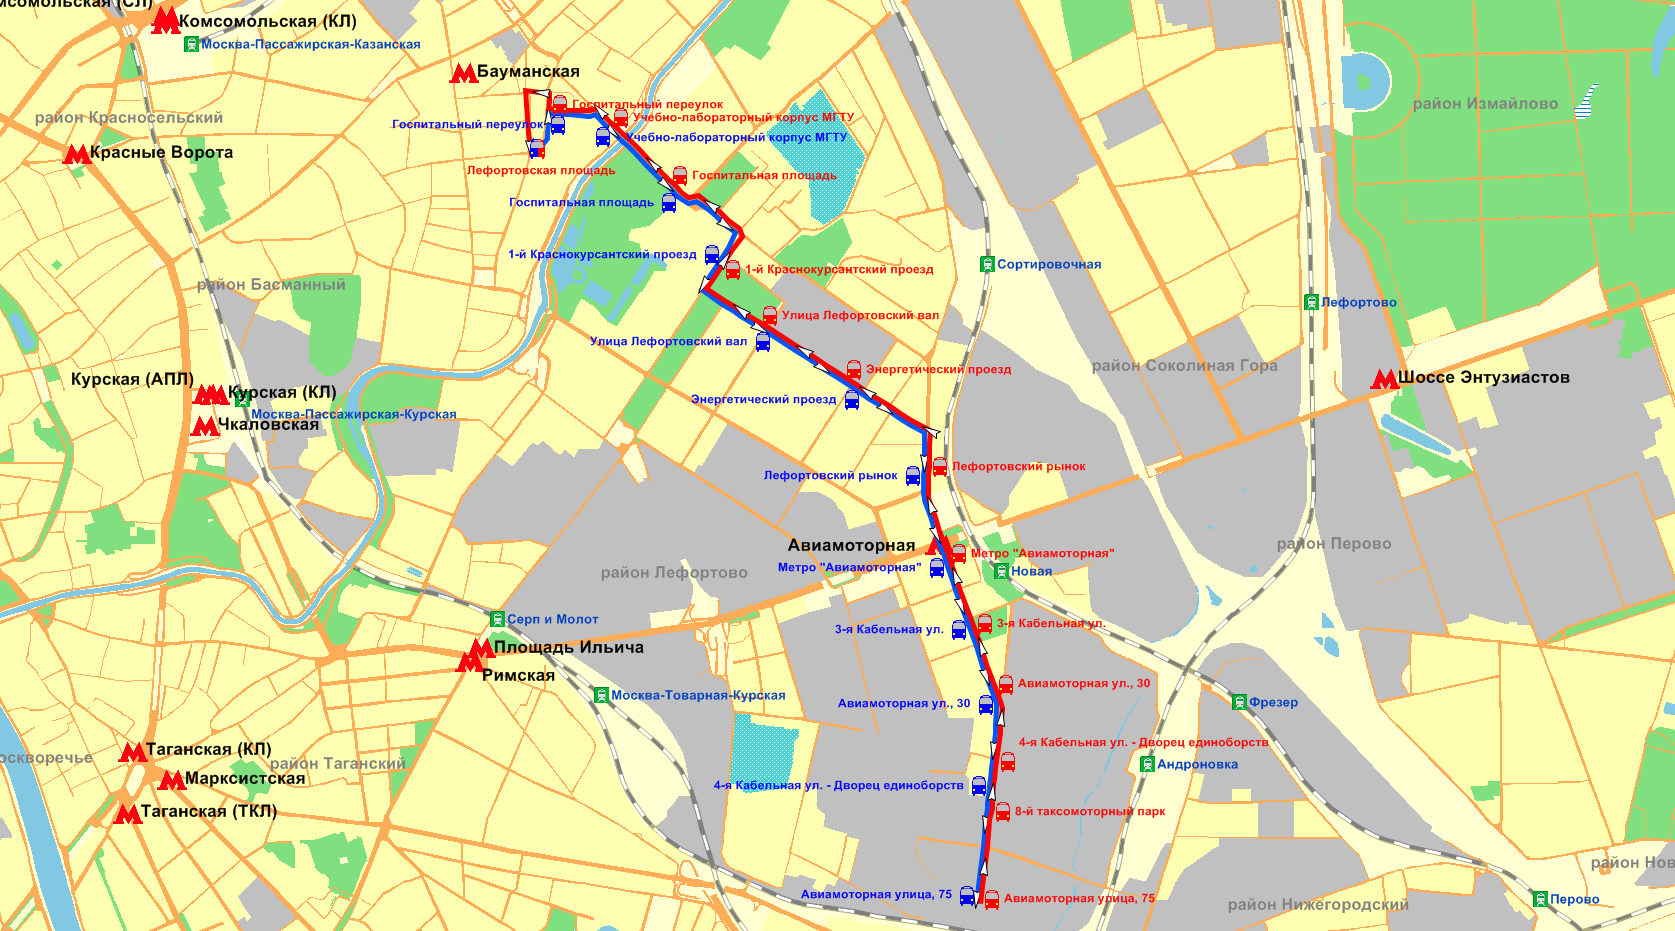 мсомольская (СЛ)
Комсомольская (КЛ)
Москва-Пассажирская-Казанская
Бауманская
район Красносельский
Красные Ворота
Госпитальный переулок
Госпитальный переулок
Учебно-лабораторный корпус МГТУ
Учебно-лабораторный корпус МГТУ
район Измайлово
Лефортовская площадь
Госпитальная площадь
Госпитальная площадь
1-й Краснокурсантский проезд
1-й Краснокурсантский проезд
Сортировочная
район Басманный
Лефортово
Улица Лефортовский вал
Улица Лефортовский вал
Энергетический проезд
Энергетический проезд
район Соколиная Гора
Шоссе Энтузиастов
Курская (АПЛ)
Курская (КЛ)
Москва-Пассажирская-Курская
Чкаловская
Лефортовский рынок
Лефортовский рынок
Авиамоторная
Метро "Авиамоторная"
Метро "Авиамоторная"
район Перово
район Лефортово
Новая
Серп и Молот
3-я Кабельная ул.
3-я Кабельная ул.
Площадь Ильича
Римская
Москва-Товарная-Курская
Авиамоторная ул., 30
Авиамоторная ул., 30
Фрезер
4-я Кабельная ул. - Дворец единоборств
4-я Кабельная ул. - Дворец единоборств
Таганская (КЛ)
оскворечье
район Таганский
Андроновка
Марксистская
Таганская (ТКЛ)
8-й таксомоторный парк
район Нов
Авиамоторная улица, 75
Авиамоторная улица, 75
район Нижегородский
Перово